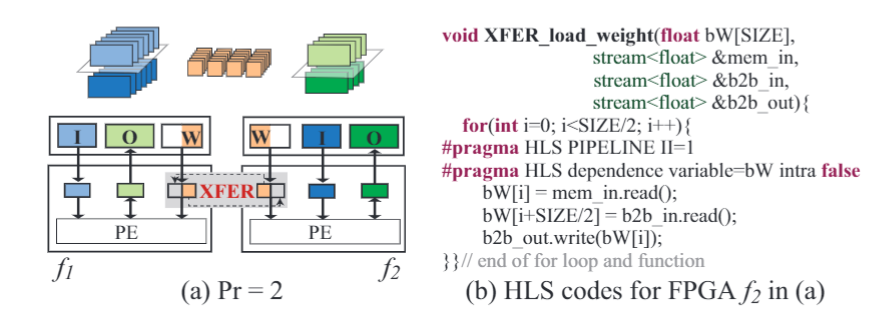 I O W W I O
XFER
PE PE
f1 f2
(a) Pr = 2
void XFER_load_weight(float bW[SIZE],
stream<float> &mem_in,
stream<float> &b2b_in,
stream<float> &b2b_out){
for(int i=0; i<SIZE/2; i++){
#pragma HLS PIPELINE II=1
#pragma HLS dependence variable=bW intra false
bW[i] = mem_in.read();
bW[i+SIZE/2] = b2b_in.read();
b2b_out.write(bW[i]);
}}// end of for loop and function
(b) HLS codes for FPGA f2 in (a)